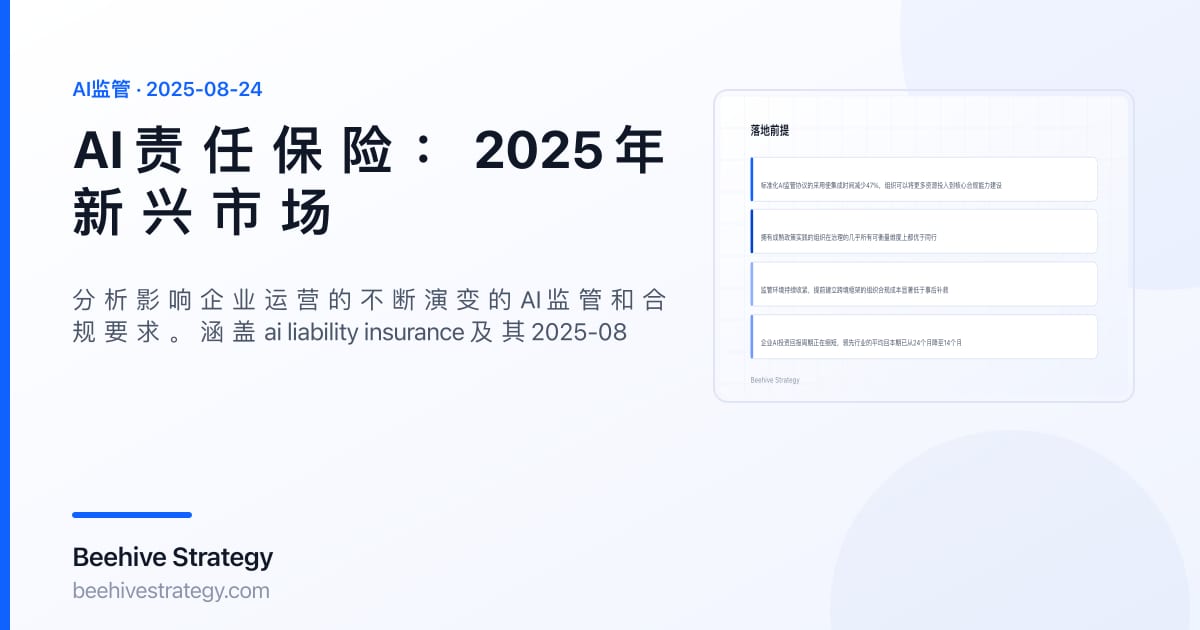 AI监管 · 2025-08-24
AI责任保险：2025年
新兴市场
分析影响企业运营的不断演变的AI监管和合
规要求。涵盖 ai liability insurance 及其2025-08
Beehive Strategy
beehivestrategy.com
落地前提
标准化AI监管协议的采用使集成时间减少47%，组织可以将更多资源投入到核心合规能力建设
拥有成熟政策实践的组织在治理的几乎所有可衡量维度上都优于同行
监管环境持续收紧，提前建立跨境框架的组织合规成本显著低于事后补救
企业AI投资回报周期正在缩短，领先行业的平均回本期已从24个月降至14个月
Beehive Strategy